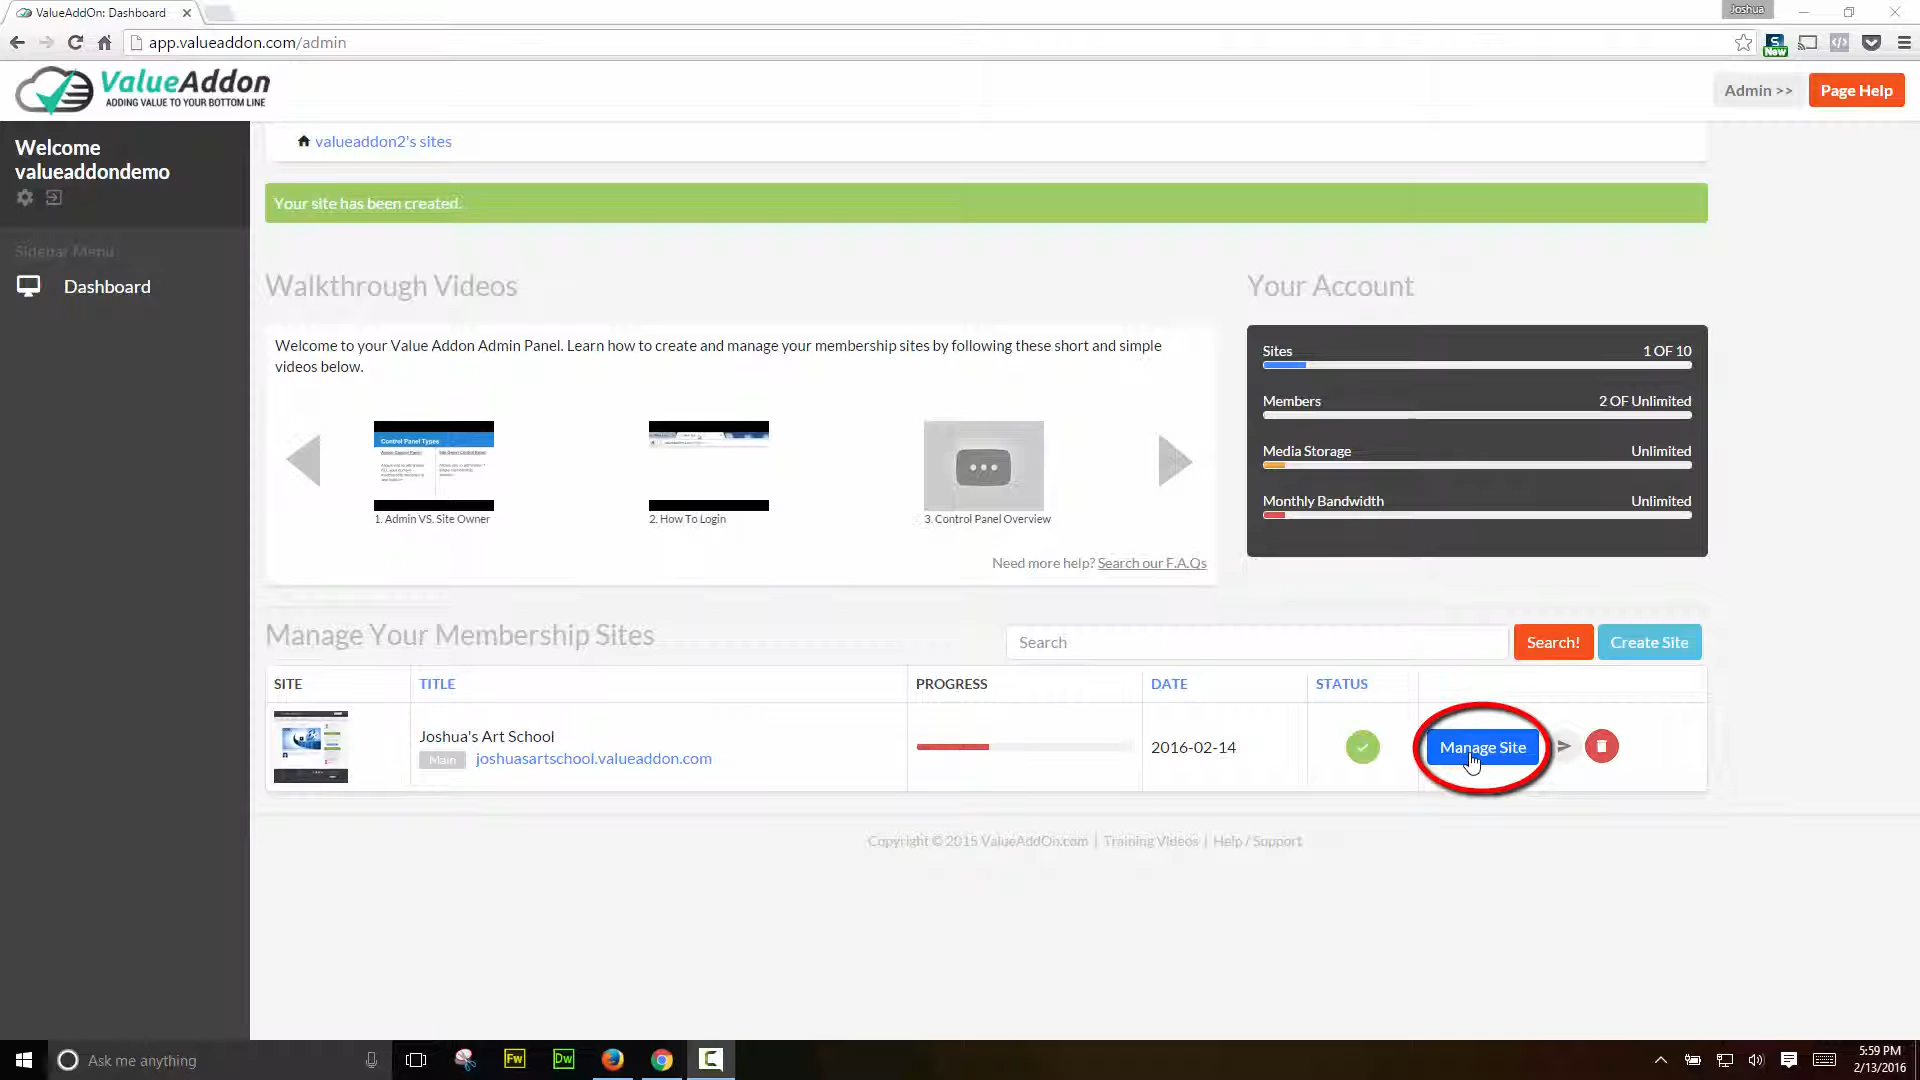 ValueAddOn: Dashboard
Joshua
app.valueaddon.com/admin
New
ValueAddon
ADDING VALUE TO YOUR BOTTOM LINE
Admin >>
Page Help
Welcome
valueaddondemo
valueaddon2's sites
Your site has been created.
Sidebar Menu
Dashboard
Walkthrough Videos
Your Account
Welcome to your Value Addon Admin Panel. Learn how to create and manage your membership sites by following these short and simple
videos below.
Control Panel Types
1. Admin VS. Site Owner
2. How To Login
3. Control Panel Overview
Need more help? Search our F.A.Qs
Sites 1 OF 10
Members 2 OF Unlimited
Media Storage Unlimited
Monthly Bandwidth Unlimited
Manage Your Membership Sites
Search
Search!
Create Site
SITE TITLE PROGRESS DATE STATUS
Joshua's Art School
Main joshuasartschool.valueaddon.com
2016-02-14
Manage Site
Copyright © 2015 ValueAddOn.com | Training Videos | Help / Support
Ask me anything
Fw
Dw
5:59 PM
2/13/2016